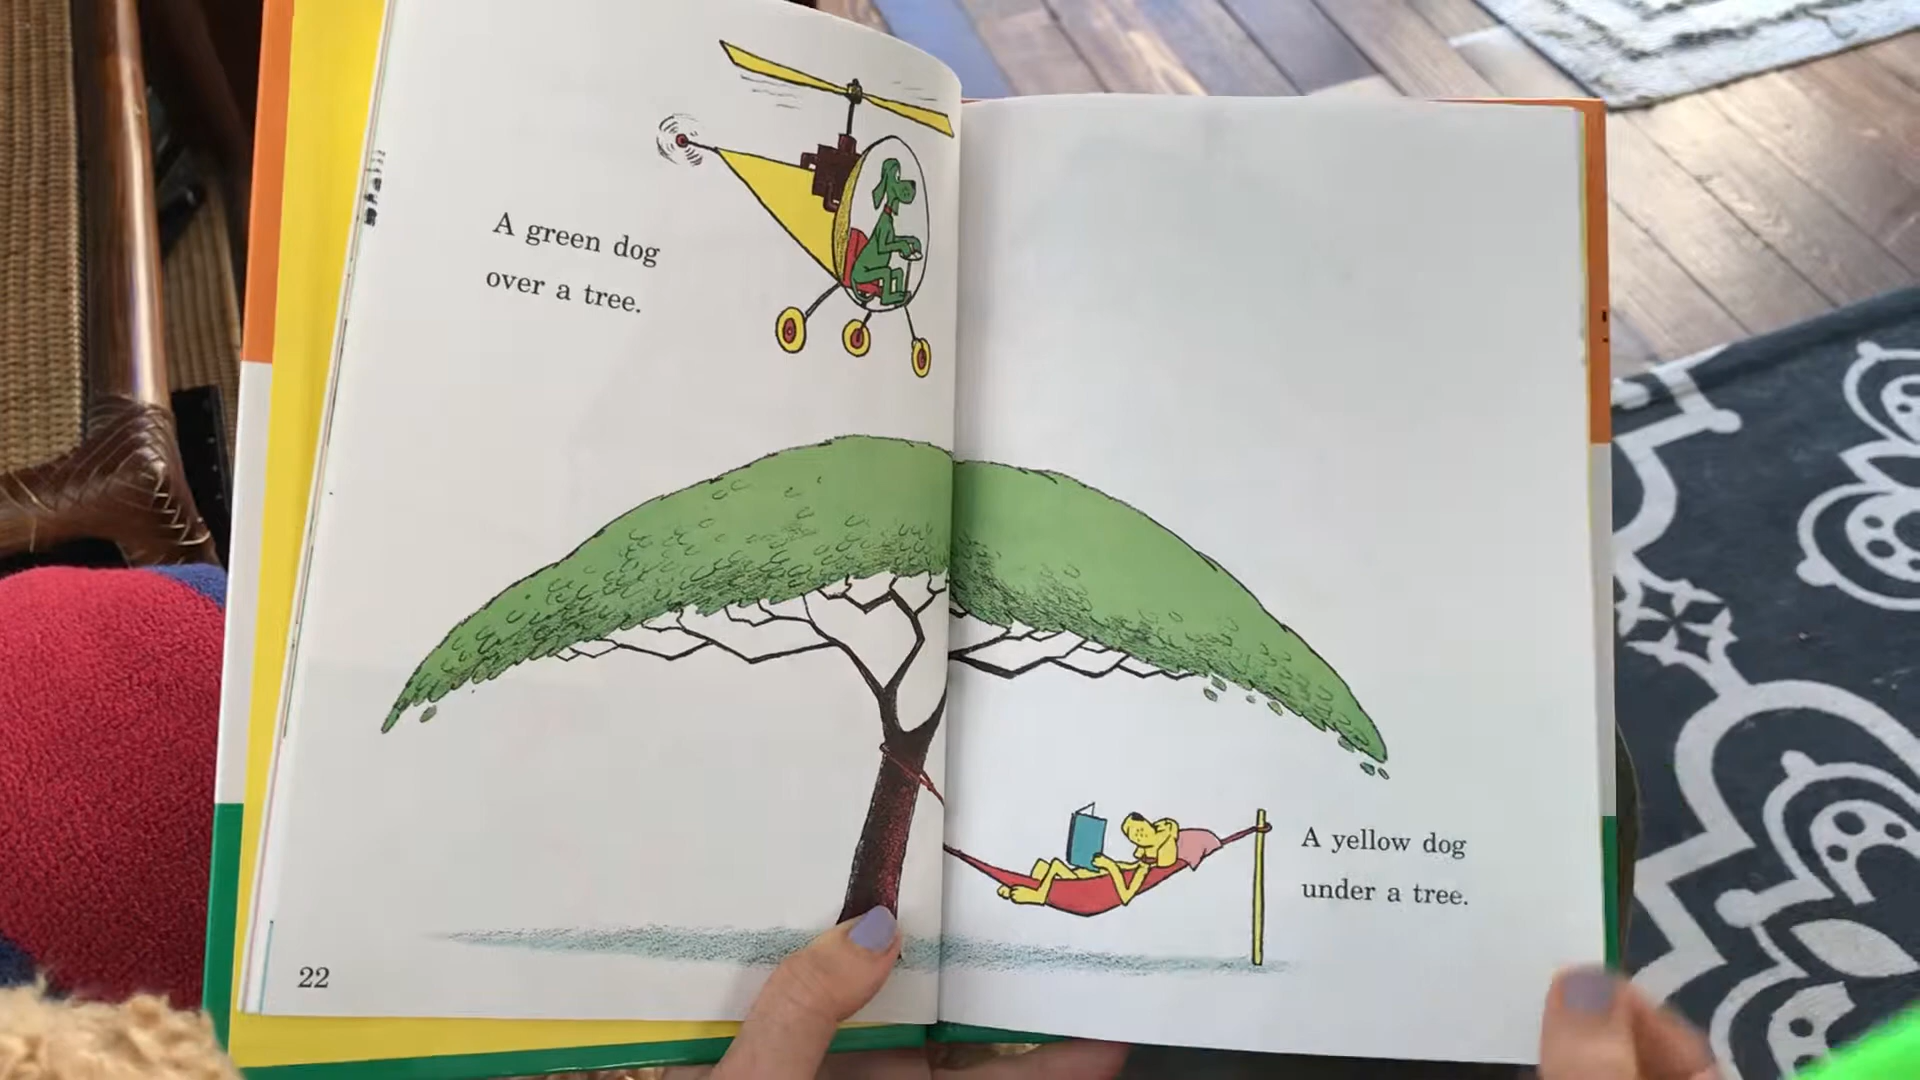 A green dog
over a tree.
A yellow dog
under a tree.
22